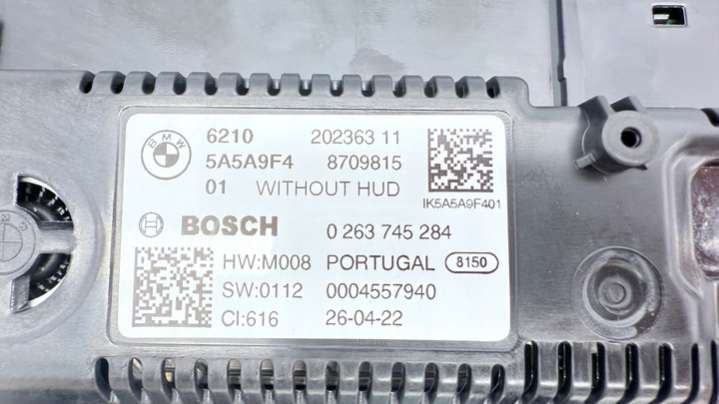 BMW
6210 202363 11
5A5A9F4 8709815
01 WITHOUT HUD
IK5A5A9F401
BOSCH 0 263 745 284
HW:M008 PORTUGAL 8150
SW:0112 0004557940
CI:616 26-04-22